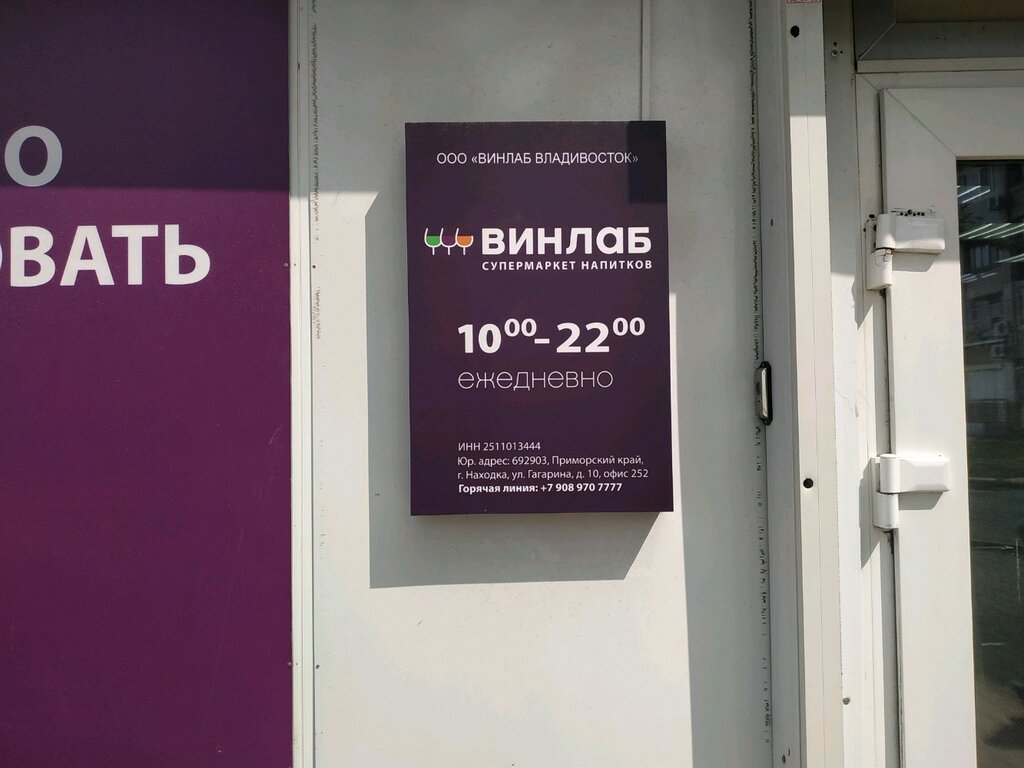 О
ОВАТЬ
ООО «ВИНЛАБ ВЛАДИВОСТОК»
ВИНЛАБ
СУПЕРМАРКЕТ НАПИТКОВ
10⁰⁰-22⁰⁰
ежедневно
ИНН 2511013444
Юр. адрес: 692903, Приморский край,
г. Находка, ул. Гагарина, д. 10, офис 252
Горячая линия: +7 908 970 7777